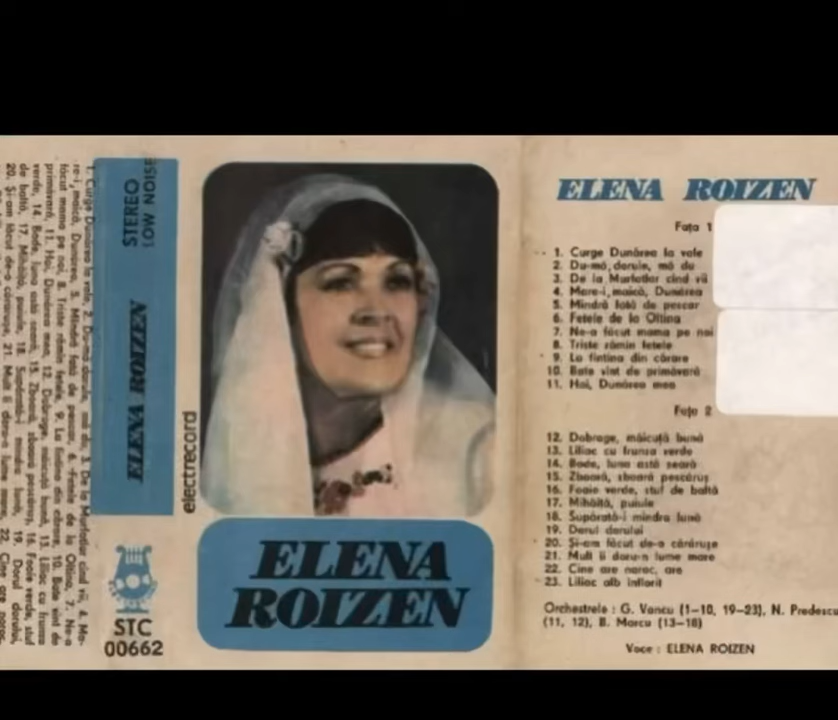 STEREO
LOW NOISE
ELENA ROIZEN
STC
00662
electrecord
ELENA
ROIZEN
ELENA ROIZEN
Fața 1
1. Curge Dunărea la vale
2. Du-mă, dorule, mă du
3. De la Murfatlar cînd vii
4. Mare-i, maică, Dunărea
5. Mîndră fată de pescar
6. Fetele de la Oltina
7. Ne-a făcut mama pe noi
8. Triste rămîn fetele
9. La fîntîna din cărare
10. Bate vînt de primăvară
11. Hai, Dunărea mea
Fața 2
12. Dobroge, măicuță bună
13. Liliac cu frunza verde
14. Bade, luna astă seară
15. Zboară, zboară pescăruș
16. Foaie verde, stuf de baltă
17. Mihăiță, puiule
18. Supărată-i mîndra lună
19. Dorul dorului
20. Și-am făcut de-o cărăruşe
21. Mult îi doru-n lume mare
22. Cine are noroc, are
23. Liliac alb înflorit
Orchestrele : G. Vancu (1-10, 19-23), N. Predescu
(11, 12), B. Marcu (13-18)
Voce : ELENA ROIZEN